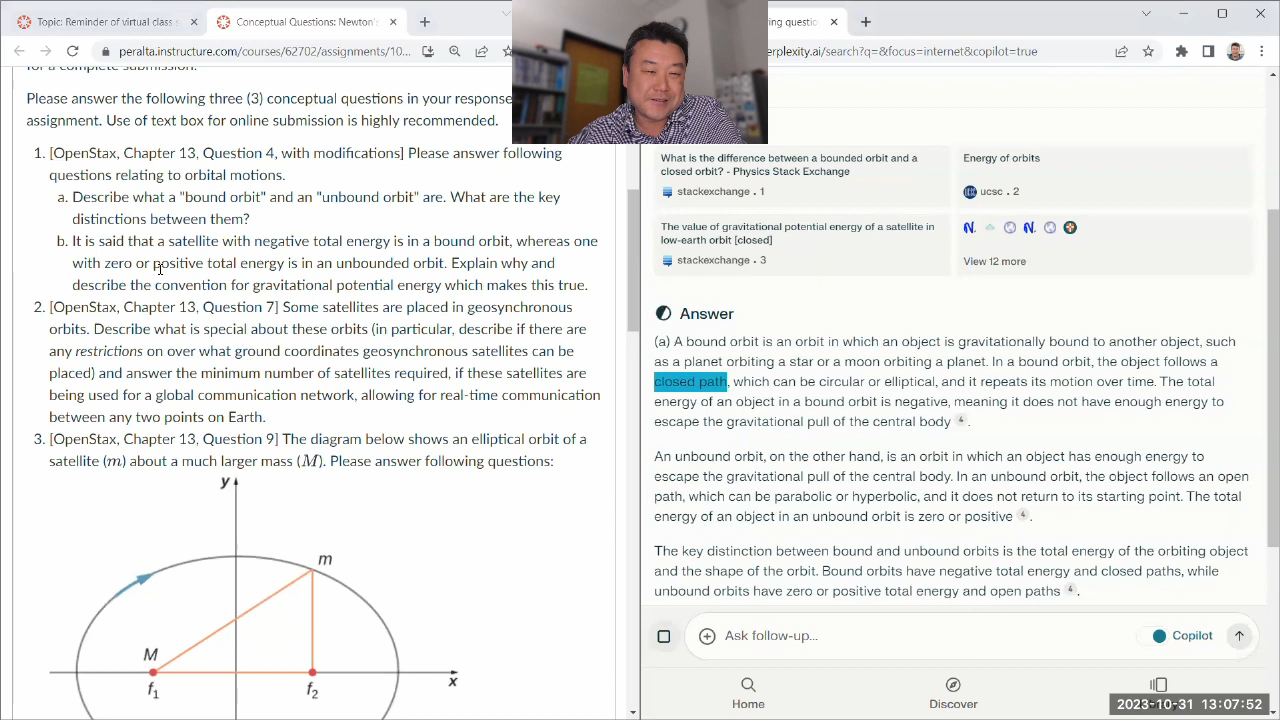 Topic: Reminder of virtual class s
Conceptual Questions: Newton's
ing question
peralta.instructure.com/courses/62702/assignments/10...
perplexity.ai/search?q=&focus=internet&copilot=true
for a complete submission.
Please answer the following three (3) conceptual questions in your response
assignment. Use of text box for online submission is highly recommended.
1. [OpenStax, Chapter 13, Question 4, with modifications] Please answer following
questions relating to orbital motions.
a. Describe what a "bound orbit" and an "unbound orbit" are. What are the key
distinctions between them?
b. It is said that a satellite with negative total energy is in a bound orbit, whereas one
with zero or positive total energy is in an unbounded orbit. Explain why and
describe the convention for gravitational potential energy which makes this true.
2. [OpenStax, Chapter 13, Question 7] Some satellites are placed in geosynchronous
orbits. Describe what is special about these orbits (in particular, describe if there are
any restrictions on over what ground coordinates geosynchronous satellites can be
placed) and answer the minimum number of satellites required, if these satellites are
being used for a global communication network, allowing for real-time communication
between any two points on Earth.
3. [OpenStax, Chapter 13, Question 9] The diagram below shows an elliptical orbit of a
satellite (m) about a much larger mass (M). Please answer following questions:
y
m
M
f1
f2
x
What is the difference between a bounded orbit and a
closed orbit? - Physics Stack Exchange
stackexchange . 1
Energy of orbits
ucsc . 2
The value of gravitational potential energy of a satellite in
low-earth orbit [closed]
stackexchange . 3
View 12 more
Answer
(a) A bound orbit is an orbit in which an object is gravitationally bound to another object, such
as a planet orbiting a star or a moon orbiting a planet. In a bound orbit, the object follows a
closed path, which can be circular or elliptical, and it repeats its motion over time. The total
energy of an object in a bound orbit is negative, meaning it does not have enough energy to
escape the gravitational pull of the central body 4.
An unbound orbit, on the other hand, is an orbit in which an object has enough energy to
escape the gravitational pull of the central body. In an unbound orbit, the object follows an open
path, which can be parabolic or hyperbolic, and it does not return to its starting point. The total
energy of an object in an unbound orbit is zero or positive 4.
The key distinction between bound and unbound orbits is the total energy of the orbiting object
and the shape of the orbit. Bound orbits have negative total energy and closed paths, while
unbound orbits have zero or positive total energy and open paths 4.
Ask follow-up...
Copilot
Home
Discover
2023-10-31 13:07:52